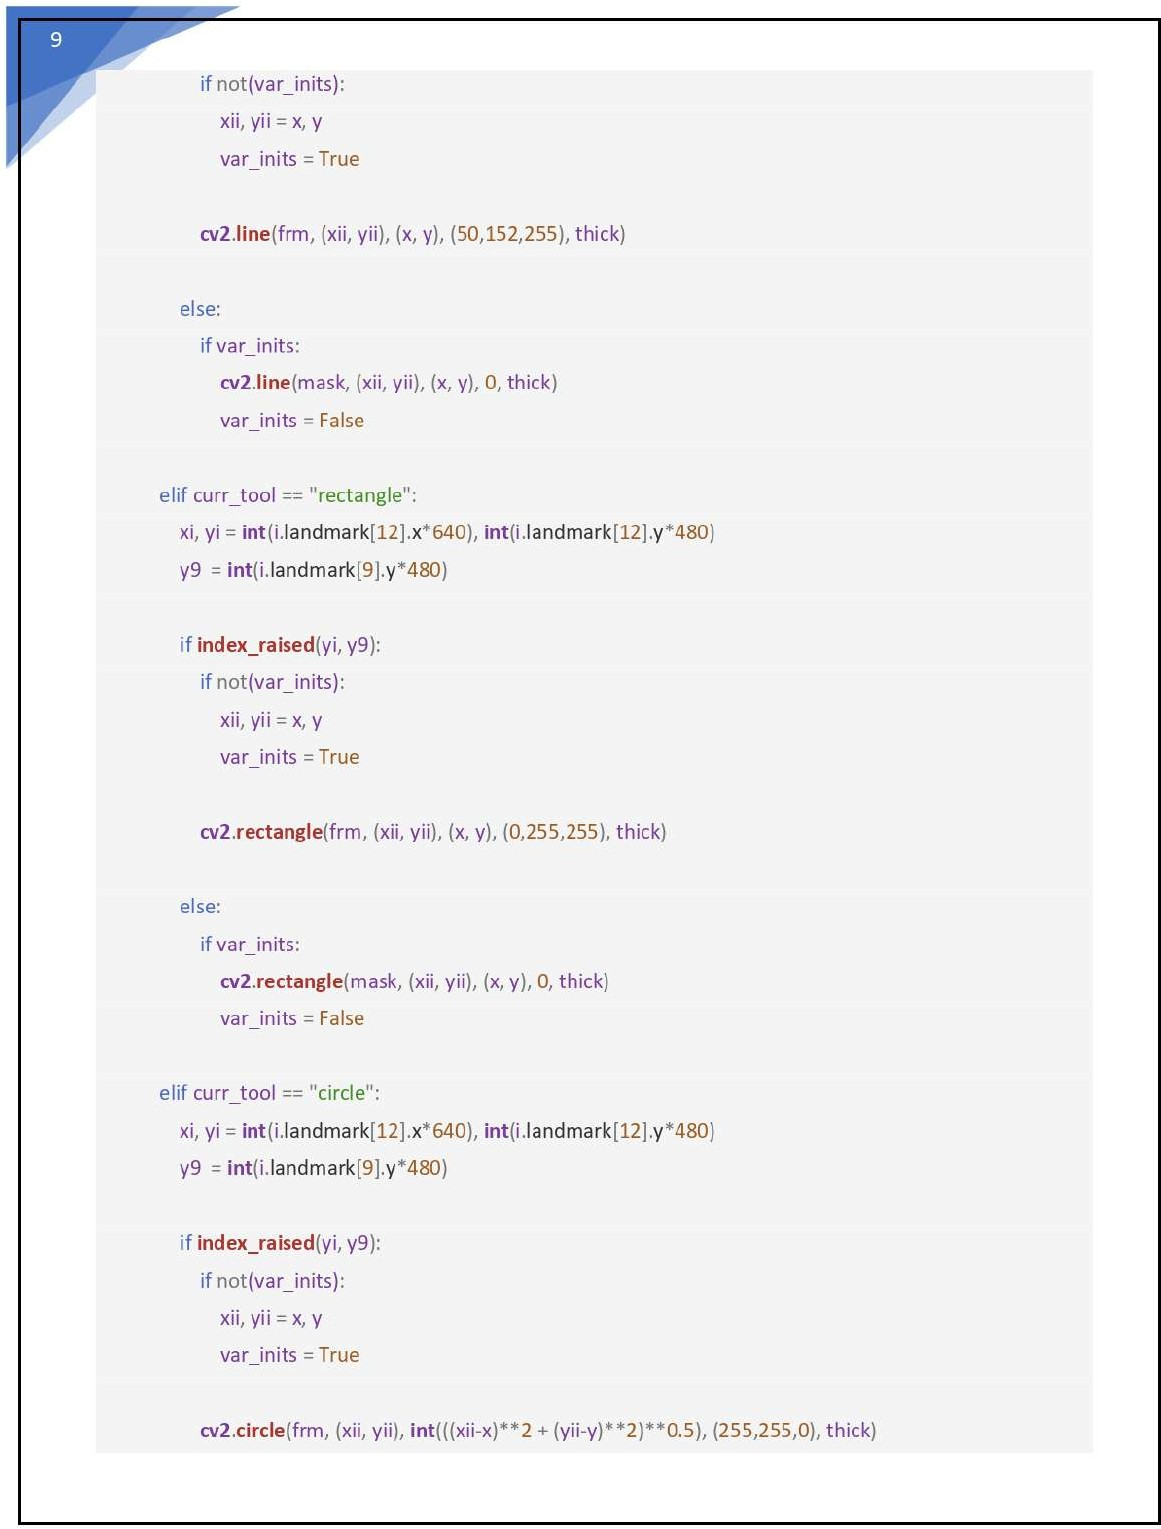 9
if not(var_inits):
xii, yii = x, y
var_inits = True
cv2.line(frm, (xii, yii), (x, y), (50,152,255), thick)
else:
if var_inits:
cv2.line(mask, (xii, yii), (x, y), 0, thick)
var_inits = False
elif curr_tool == "rectangle":
xi, yi = int(i.landmark[12].x*640), int(i.landmark[12].y*480)
y9  = int(i.landmark[9].y*480)
if index_raised(yi, y9):
if not(var_inits):
xii, yii = x, y
var_inits = True
cv2.rectangle(frm, (xii, yii), (x, y), (0,255,255), thick)
else:
if var_inits:
cv2.rectangle(mask, (xii, yii), (x, y), 0, thick)
var_inits = False
elif curr_tool == "circle":
xi, yi = int(i.landmark[12].x*640), int(i.landmark[12].y*480)
y9  = int(i.landmark[9].y*480)
if index_raised(yi, y9):
if not(var_inits):
xii, yii = x, y
var_inits = True
cv2.circle(frm, (xii, yii), int(((xii-x)**2 + (yii-y)**2)**0.5), (255,255,0), thick)